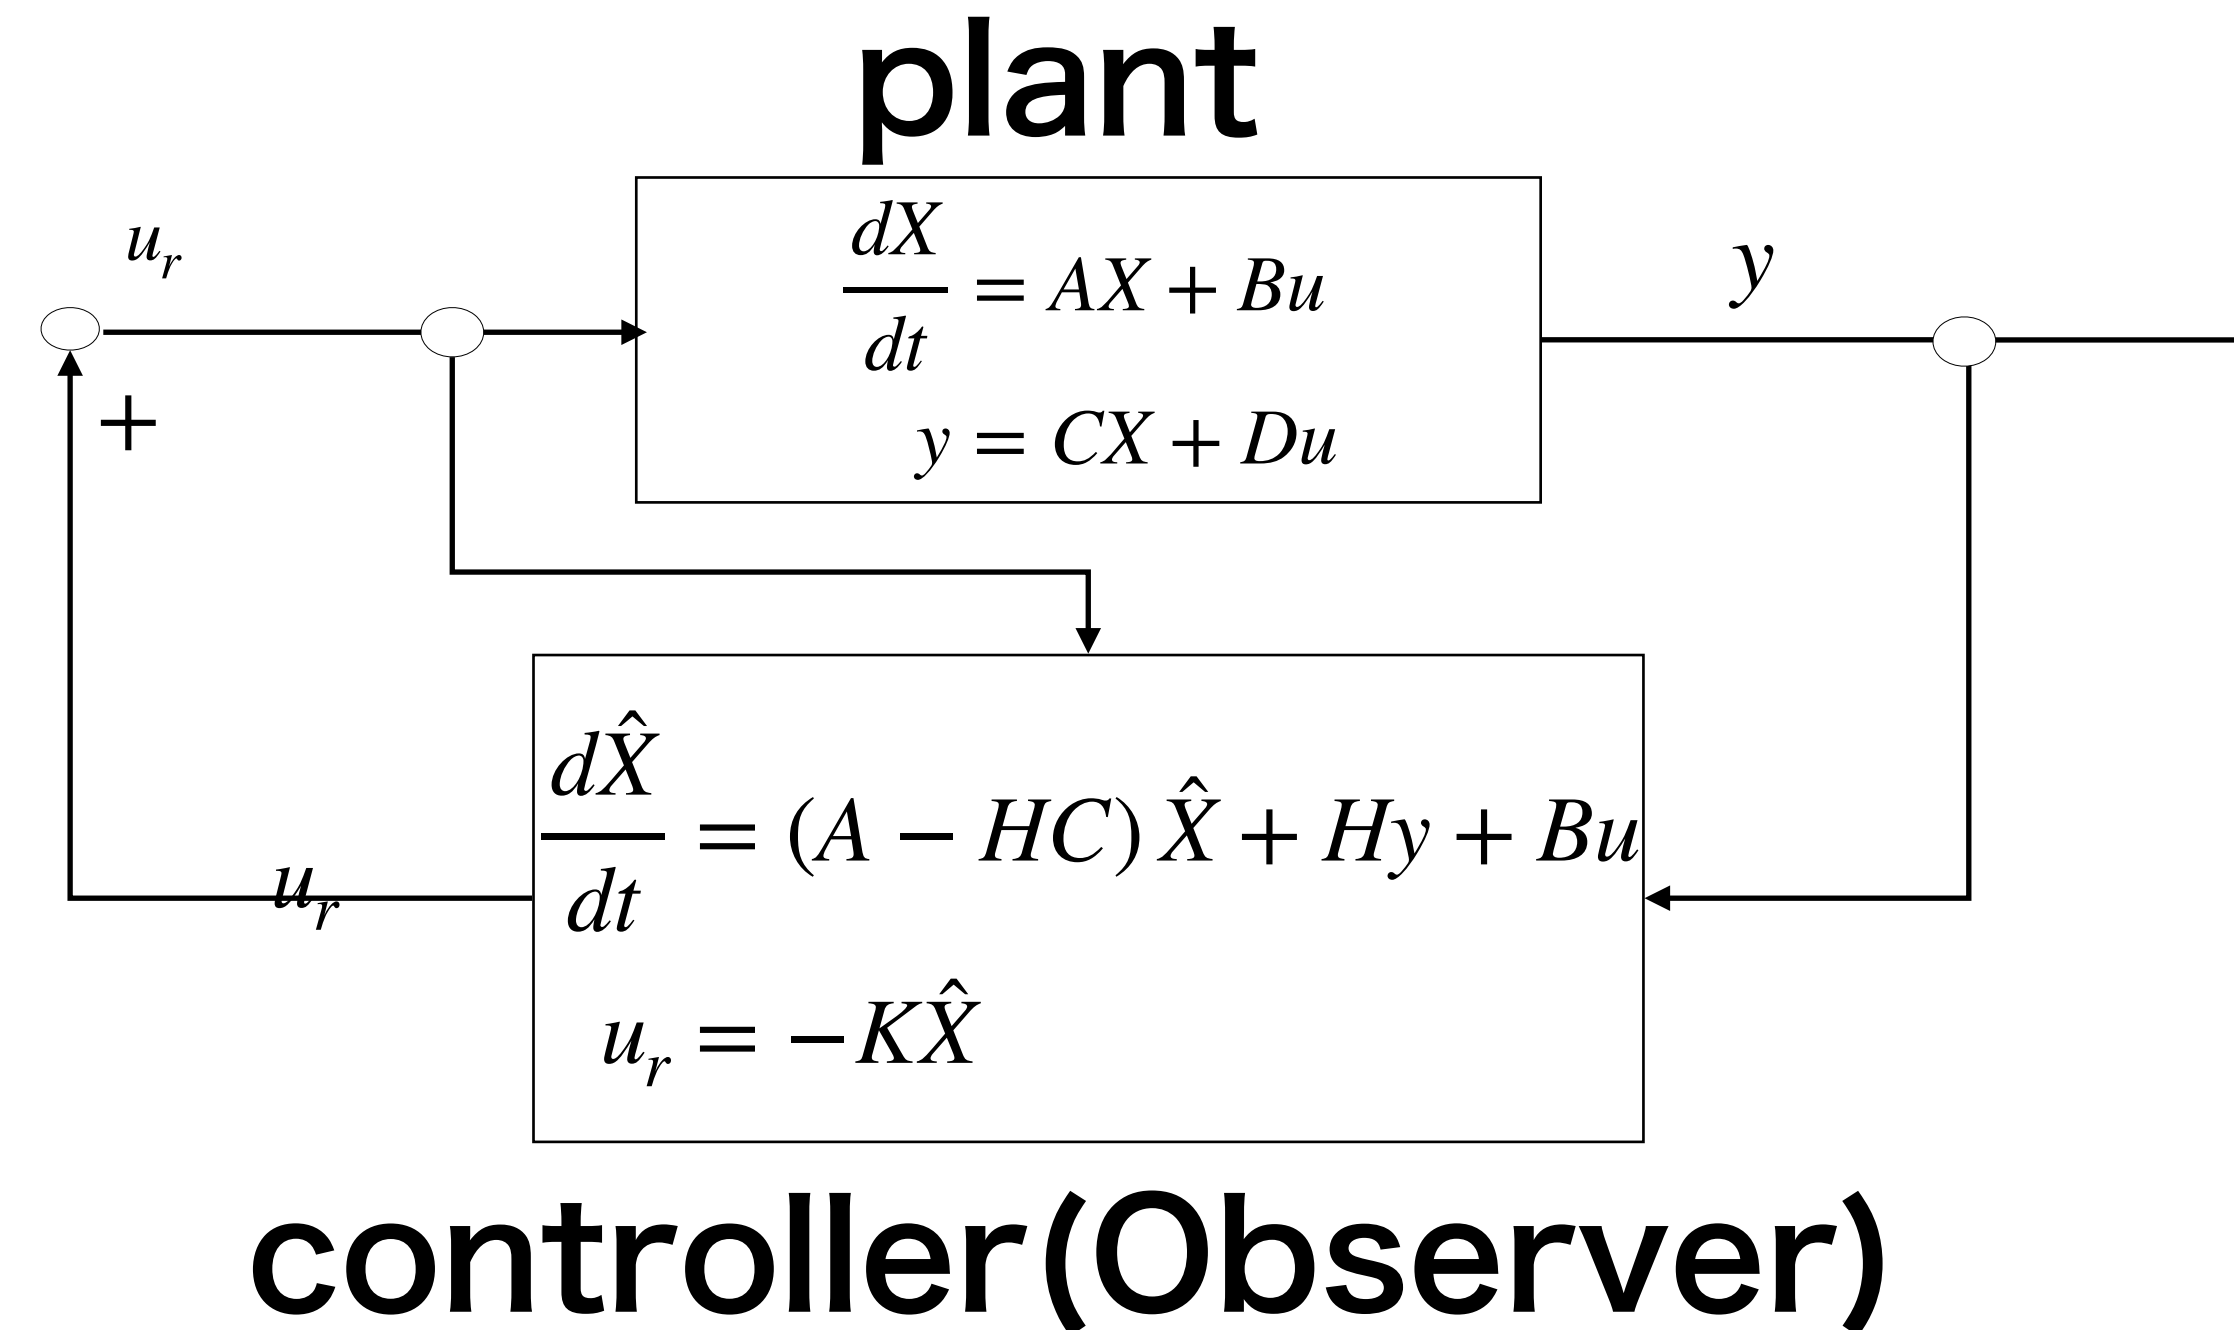 plant
u_r
dX/dt = AX + Bu
y
y = CX + Du
+
dX̂/dt = (A − HC) X̂ + Hy + Bu
u_r
u_r = −KX̂
controller(Observer)